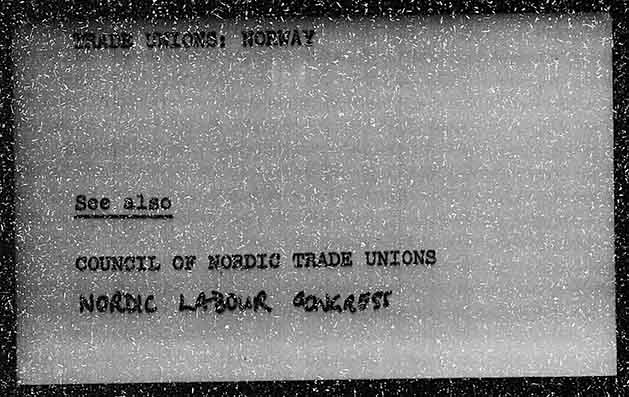 TRADE UNIONS: NORWAY
See also
COUNCIL OF NORDIC TRADE UNIONS
NORDIC LABOUR CONGRESS